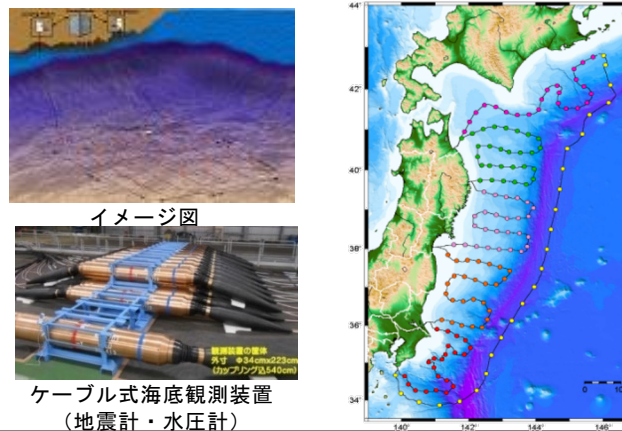 イメージ図
観測装置の筐体
外寸 Φ34cm×223cm
(カップリング込540cm)
ケーブル式海底観測装置
（地震計・水圧計）
44˚
42˚
40˚
38˚
36˚
34˚
140˚ 142˚ 144˚ 146˚